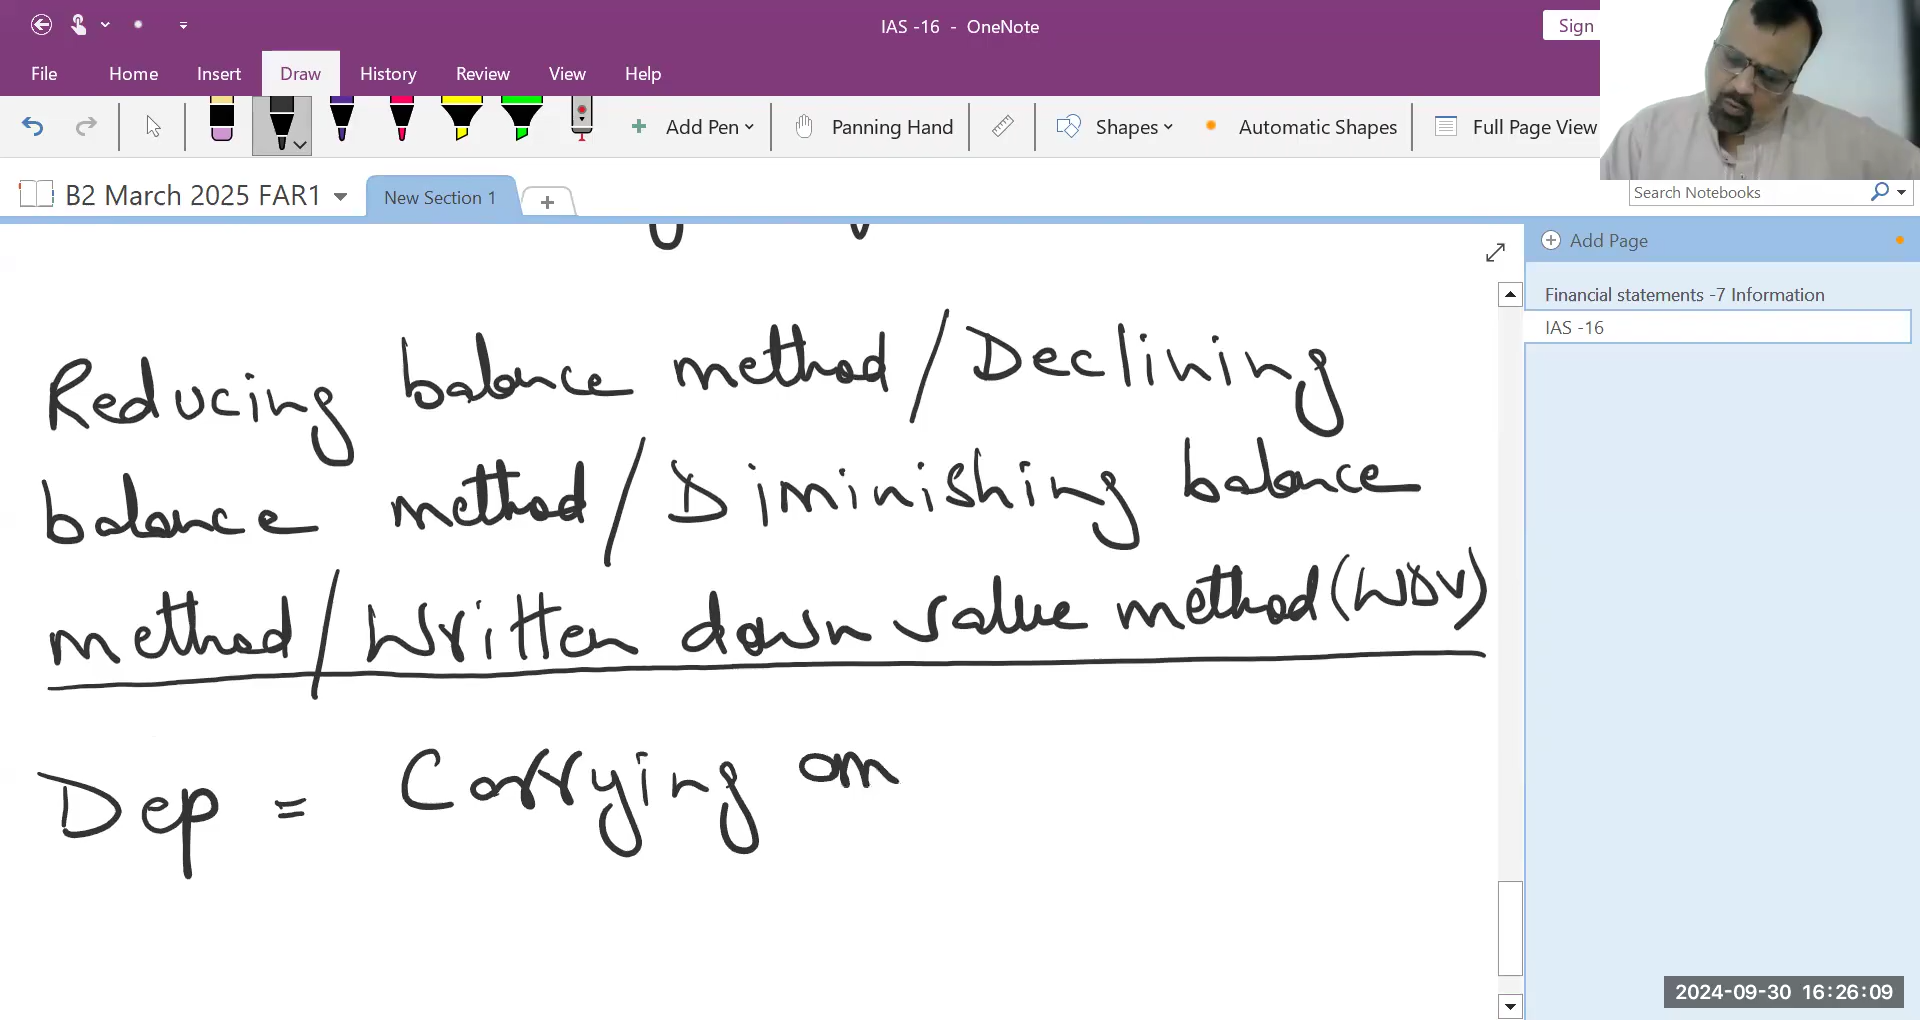 IAS -16 - OneNote
Sign
File Home Insert Draw History Review View Help
Add Pen Panning Hand Shapes Automatic Shapes Full Page View
B2 March 2025 FAR1 New Section 1
Search Notebooks
Add Page
Financial statements -7 Information
IAS -16
Reducing balance method/Declining
balance method/Diminishing balance
method/Written down value method(WDV)
Dep = Carrying am
2024-09-30 16:26:09